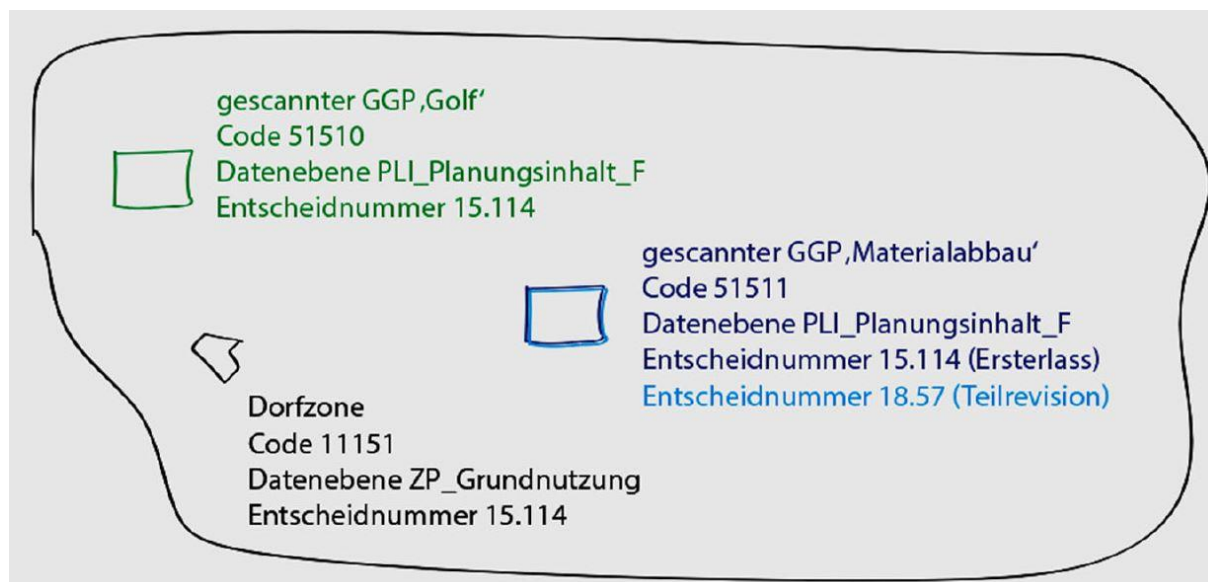 gescannter GGP ‚Golf‘
Code 51510
Datenebene PLI_Planungsinhalt_F
Entscheidnummer 15.114
gescannter GGP ‚Materialabbau‘
Code 51511
Datenebene PLI_Planungsinhalt_F
Entscheidnummer 15.114 (Ersterlass)
Entscheidnummer 18.57 (Teilrevision)
Dorfzone
Code 11151
Datenebene ZP_Grundnutzung
Entscheidnummer 15.114